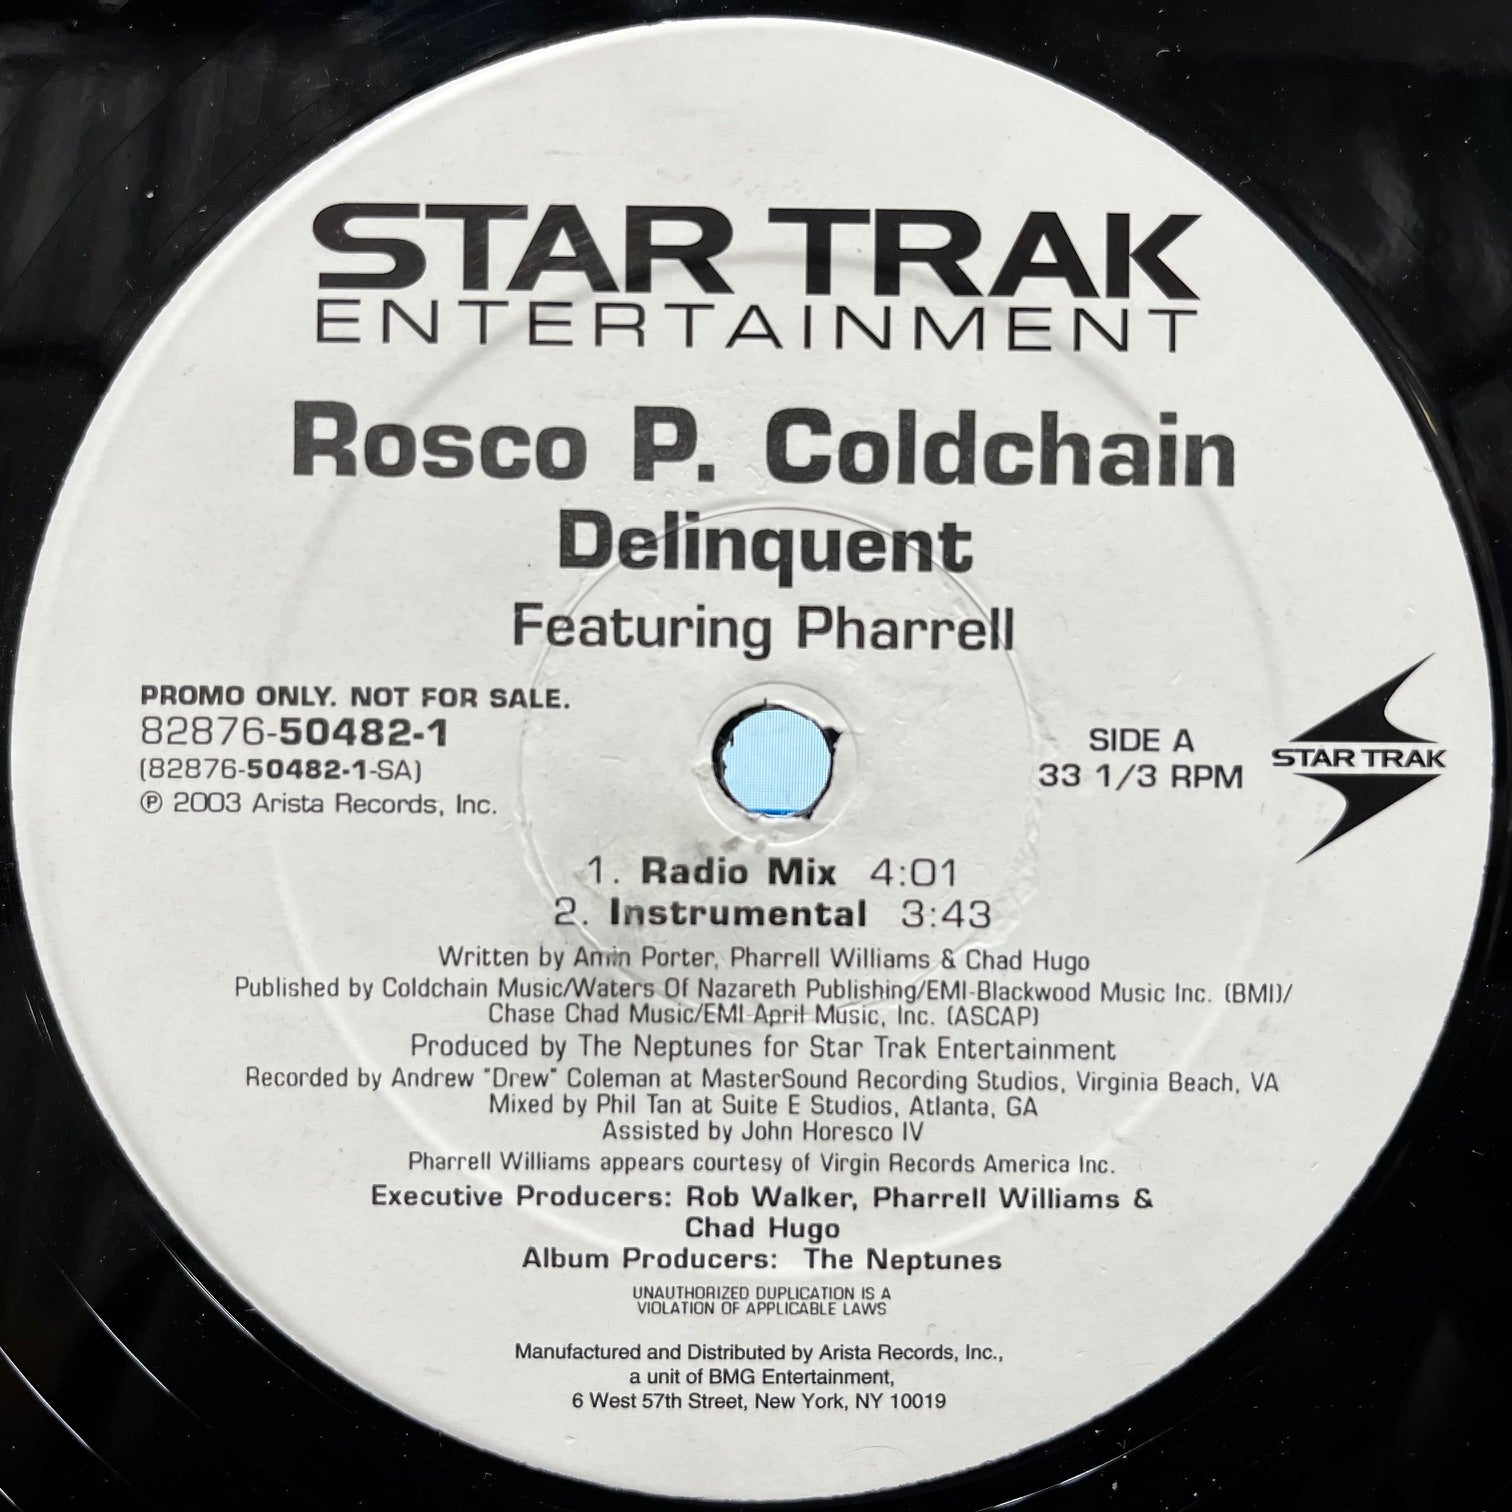 STAR TRAK
ENTERTAINMENT
Rosco P. Coldchain
Delinquent
Featuring Pharrell
PROMO ONLY. NOT FOR SALE.
82876-50482-1
(82876-50482-1-SA)
℗ 2003 Arista Records, Inc.
SIDE A
33 1/3 RPM
STAR TRAK
1. Radio Mix 4:01
2. Instrumental 3:43
Written by Amin Porter, Pharrell Williams & Chad Hugo
Published by Coldchain Music/Waters Of Nazareth Publishing/EMI-Blackwood Music Inc. (BMI)/
Chase Chad Music/EMI-April Music, Inc. (ASCAP)
Produced by The Neptunes for Star Trak Entertainment
Recorded by Andrew "Drew" Coleman at MasterSound Recording Studios, Virginia Beach, VA
Mixed by Phil Tan at Suite E Studios, Atlanta, GA
Assisted by John Horesco IV
Pharrell Williams appears courtesy of Virgin Records America Inc.
Executive Producers: Rob Walker, Pharrell Williams &
Chad Hugo
Album Producers: The Neptunes
UNAUTHORIZED DUPLICATION IS A
VIOLATION OF APPLICABLE LAWS
Manufactured and Distributed by Arista Records, Inc.,
a unit of BMG Entertainment,
6 West 57th Street, New York, NY 10019